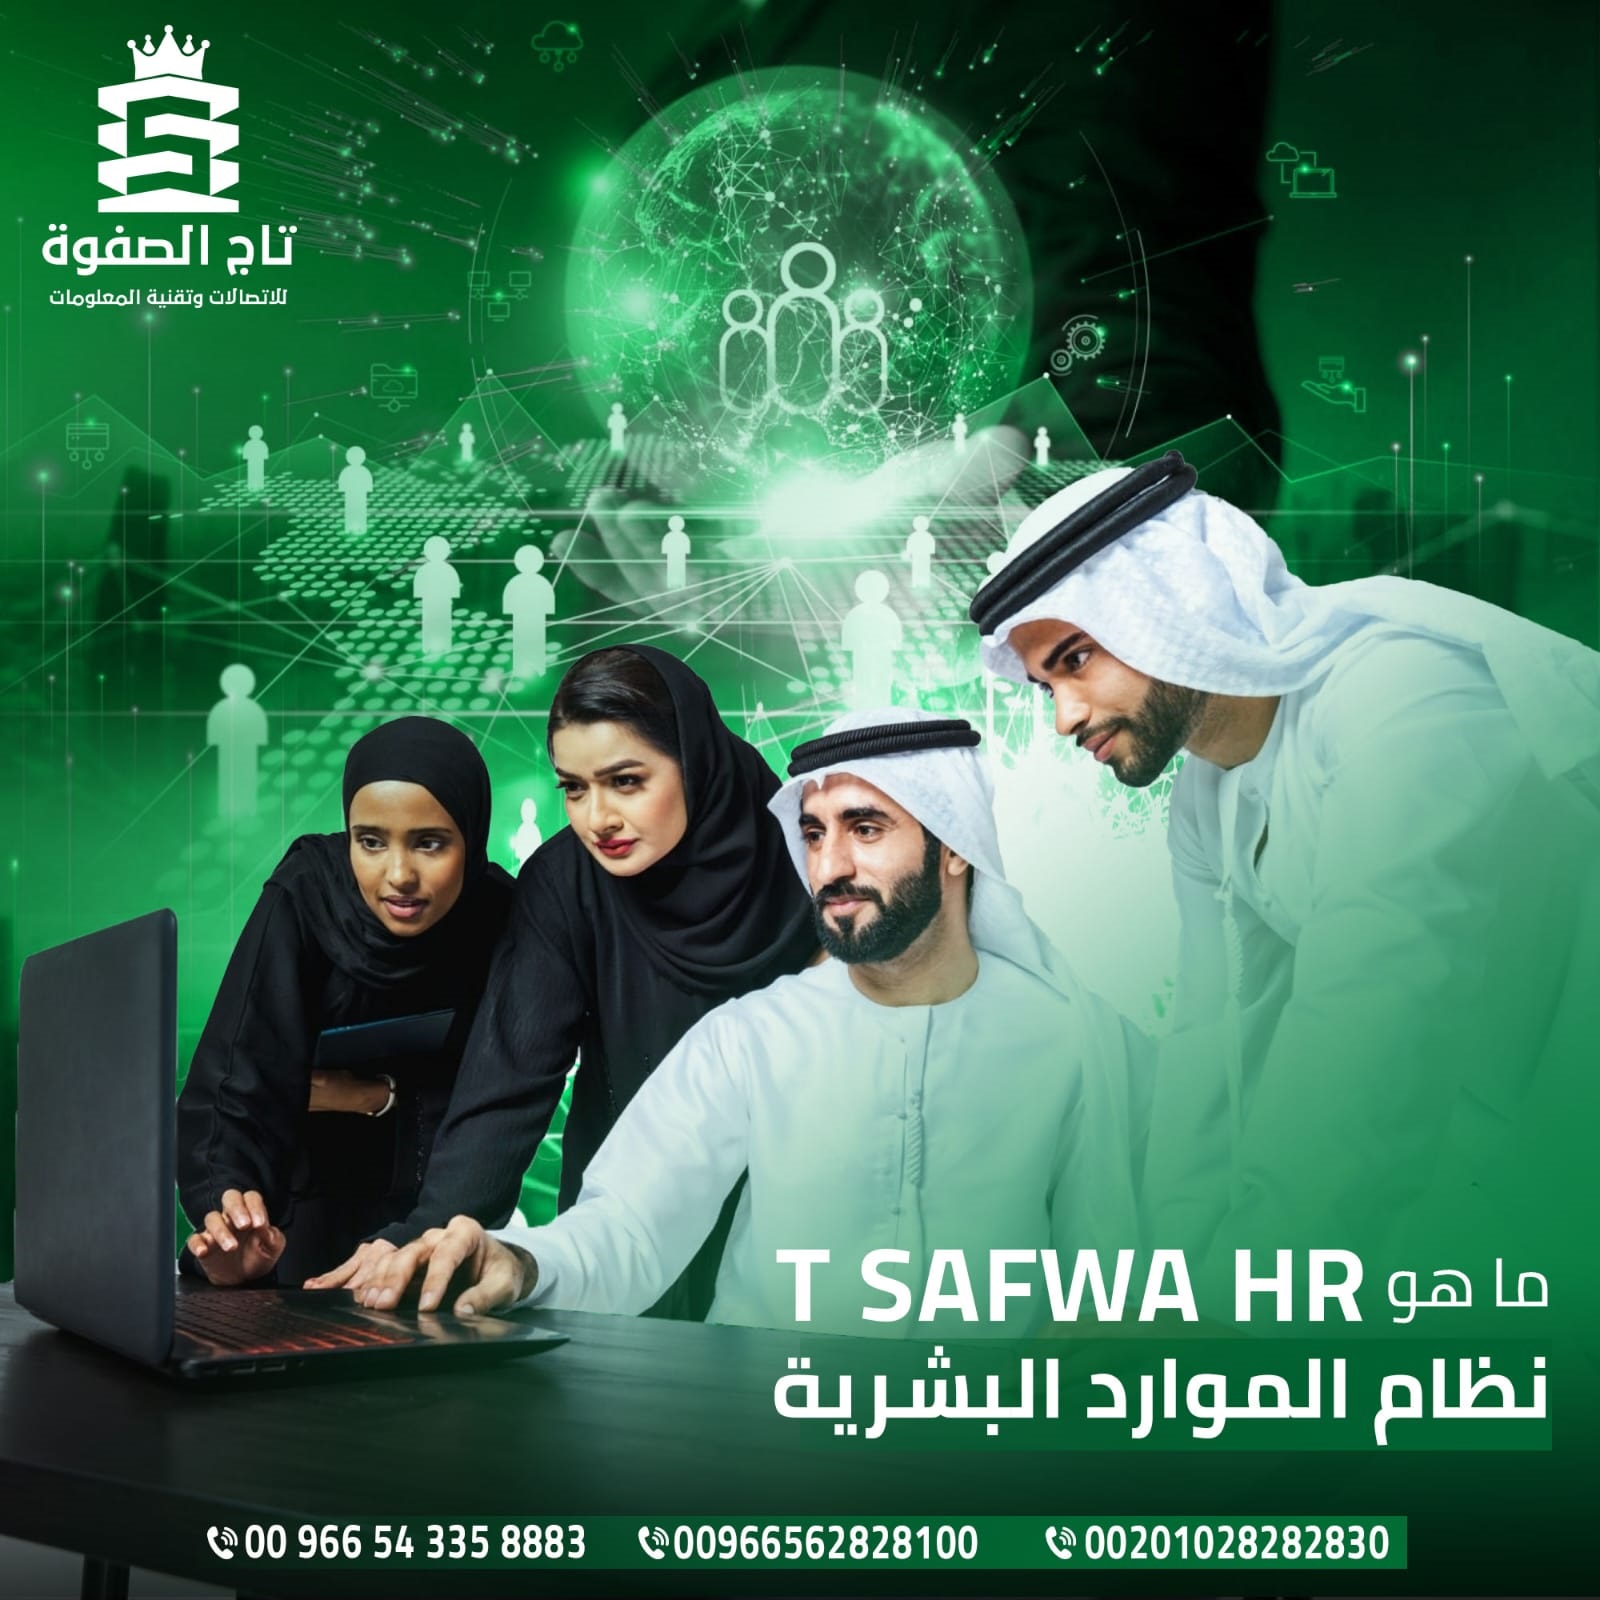 تاج الصفوة
للاتصالات وتقنية المعلومات
ما هو T SAFWA HR
نظام الموارد البشرية
00 966 54 335 8883 00966562828100 00201028282830